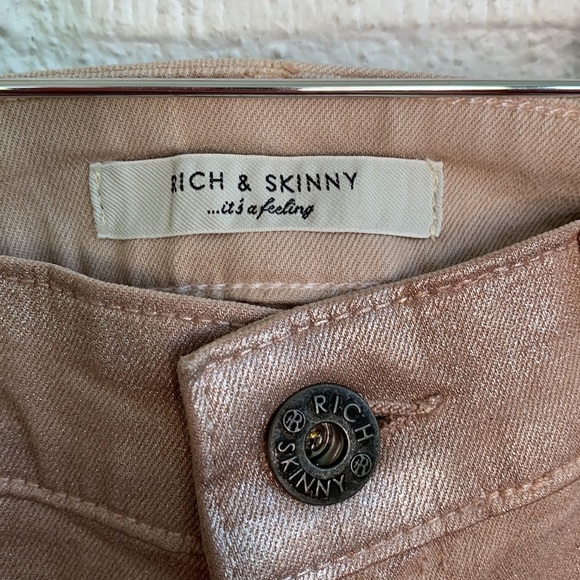 RICH & SKINNY
...it's a feeling
RICH
SKINNY